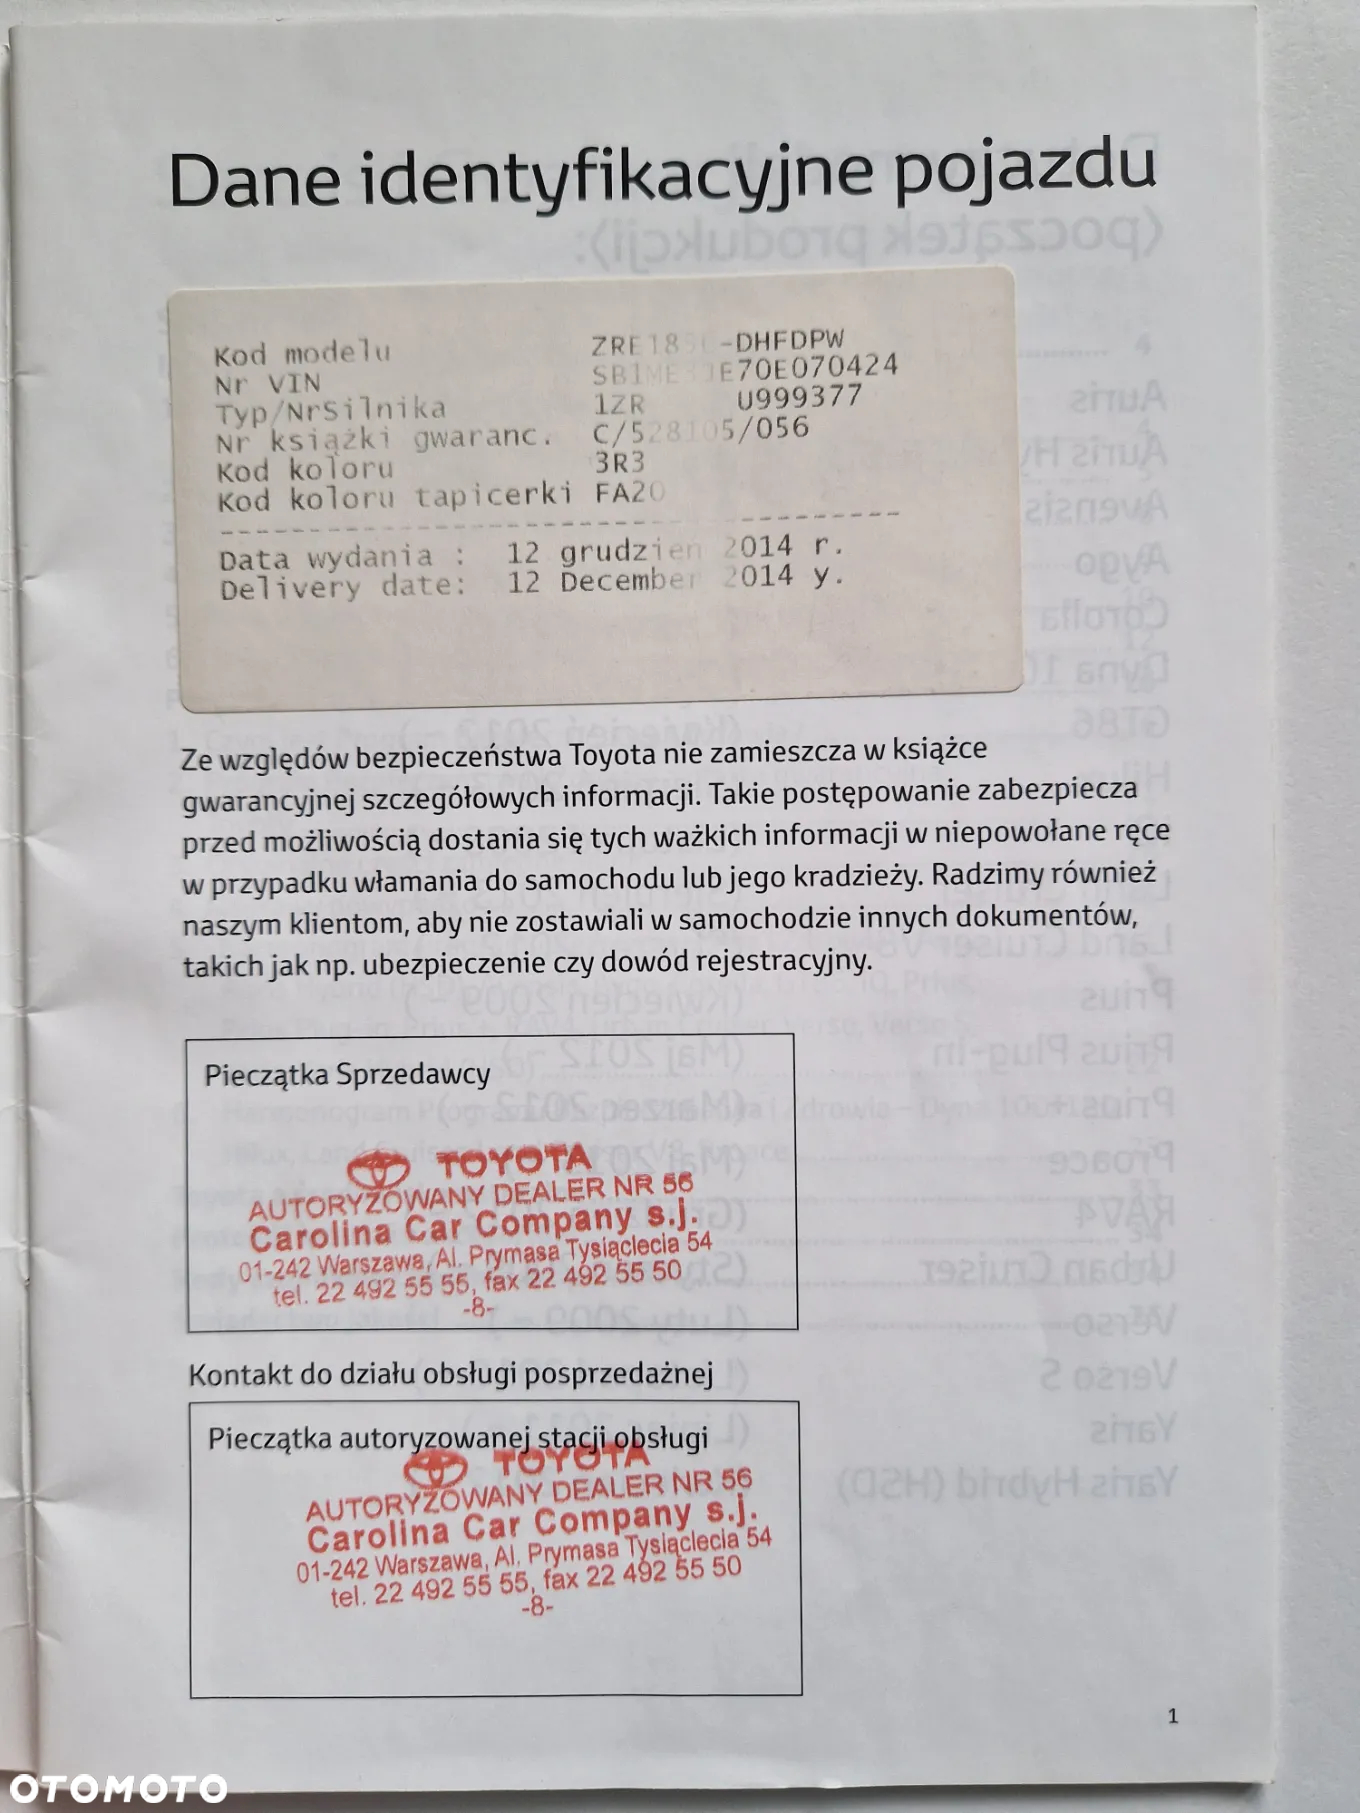 Dane identyfikacyjne pojazdu
Kod modelu ZRE185 -DHFDPW
Nr VIN E70E070424
Typ/NrSilnika 1ZR U999377
Nr książki gwaranc. C/528105/056
Kod koloru 3R3
Kod koloru tapicerki FA20
Data wydania : 12 grudzień 2014 r.
Delivery date: 12 December 2014 y.
Ze względów bezpieczeństwa Toyota nie zamieszcza w książce
gwarancyjnej szczegółowych informacji. Takie postępowanie zabezpiecza
przed możliwością dostania się tych ważkich informacji w niepowołane ręce
w przypadku włamania do samochodu lub jego kradzieży. Radzimy również
naszym klientom, aby nie zostawiali w samochodzie innych dokumentów,
takich jak np. ubezpieczenie czy dowód rejestracyjny.
Pieczątka Sprzedawcy
TOYOTA
AUTORYZOWANY DEALER NR 56
Carolina Car Company s.j.
01-242 Warszawa, Al. Prymasa Tysiąclecia 54
tel. 22 492 55 55, fax 22 492 55 50
-8-
Kontakt do działu obsługi posprzedażnej
Pieczątka autoryzowanej stacji obsługi
TOYOTA
AUTORYZOWANY DEALER NR 56
Carolina Car Company s.j.
01-242 Warszawa, Al. Prymasa Tysiąclecia 54
tel. 22 492 55 55, fax 22 492 55 50
-8-
1
OTOMOTO